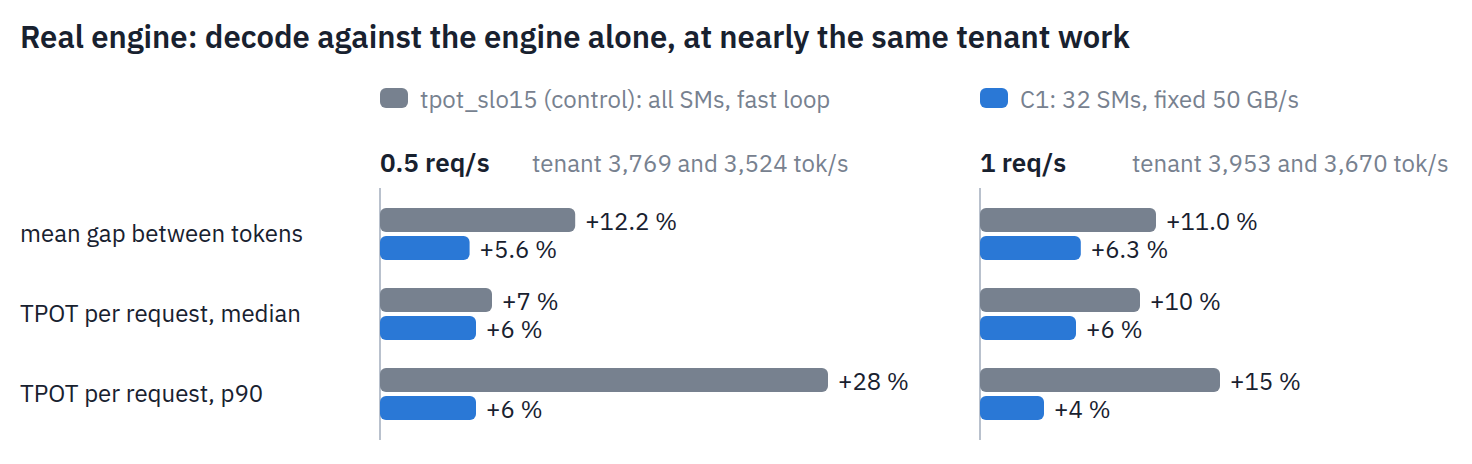 Real engine: decode against the engine alone, at nearly the same tenant work
tpot_slo15 (control): all SMs, fast loop
C1: 32 SMs, fixed 50 GB/s
0.5 req/s tenant 3,769 and 3,524 tok/s
1 req/s tenant 3,953 and 3,670 tok/s
mean gap between tokens
+12.2 %
+5.6 %
+11.0 %
+6.3 %
TPOT per request, median
+7 %
+6 %
+10 %
+6 %
TPOT per request, p90
+28 %
+6 %
+15 %
+4 %